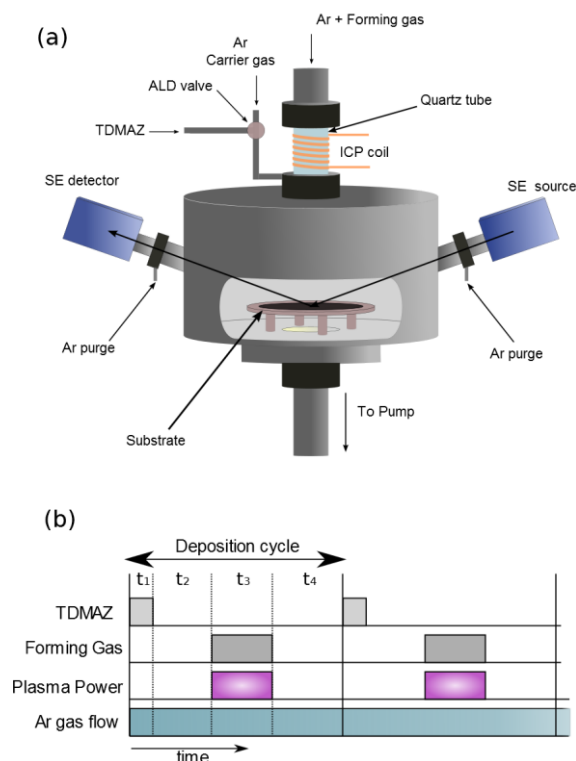 (a)
Ar + Forming gas
Ar
Carrier gas
ALD valve
Quartz tube
TDMAZ
ICP coil
SE detector
SE source
Ar purge
Ar purge
To Pump
Substrate
(b)
Deposition cycle
t₁ t₂ t₃ t₄
TDMAZ
Forming Gas
Plasma Power
Ar gas flow
time